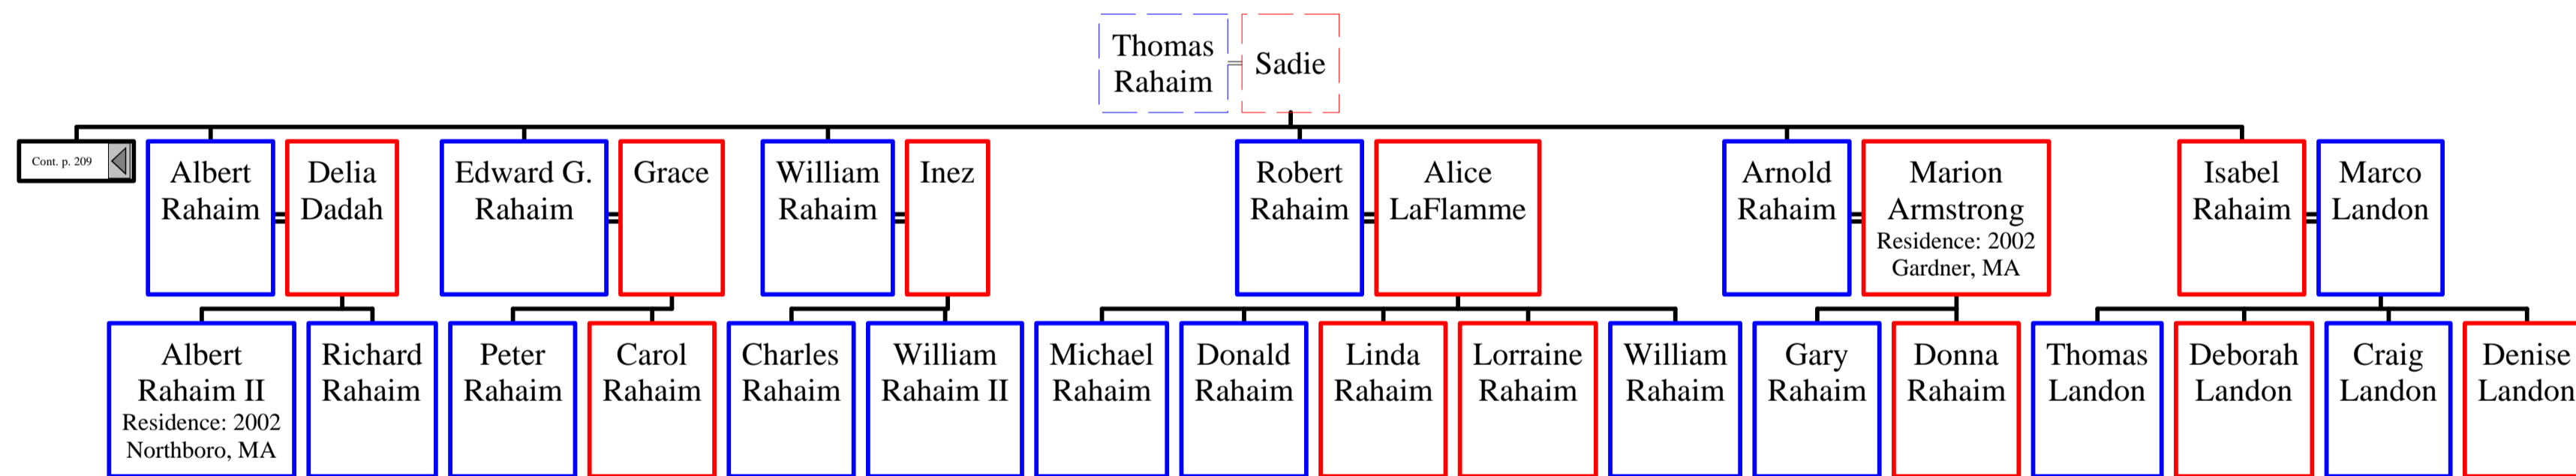 Thomas
Rahaim
Sadie
Cont. p. 209
Albert
Rahaim
Delia
Dadah
Edward G.
Rahaim
Grace
William
Rahaim
Inez
Robert
Rahaim
Alice
LaFlamme
Arnold
Rahaim
Marion
Armstrong
Residence: 2002
Gardner, MA
Isabel
Rahaim
Marco
Landon
Albert
Rahaim II
Residence: 2002
Northboro, MA
Richard
Rahaim
Peter
Rahaim
Carol
Rahaim
Charles
Rahaim
William
Rahaim II
Michael
Rahaim
Donald
Rahaim
Linda
Rahaim
Lorraine
Rahaim
William
Rahaim
Gary
Rahaim
Donna
Rahaim
Thomas
Landon
Deborah
Landon
Craig
Landon
Denise
Landon